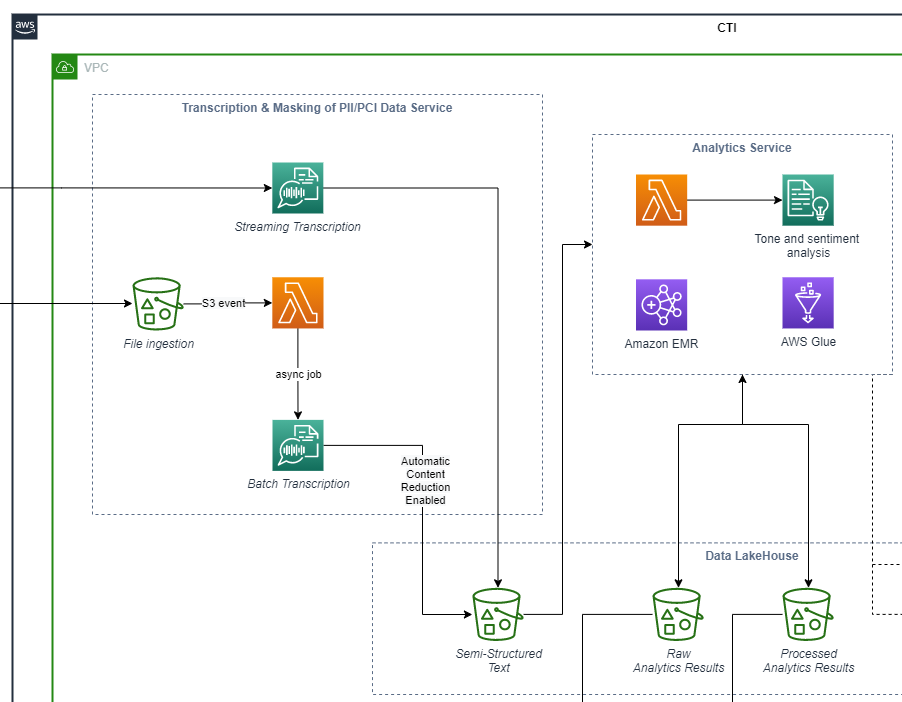 aws
CTI
VPC
Transcription & Masking of PII/PCI Data Service
Streaming Transcription
S3 event
File ingestion
async job
Batch Transcription
Automatic
Content
Reduction
Enabled
Analytics Service
Tone and sentiment
analysis
Amazon EMR
AWS Glue
Data LakeHouse
Semi-Structured
Text
Raw
Analytics Results
Processed
Analytics Results